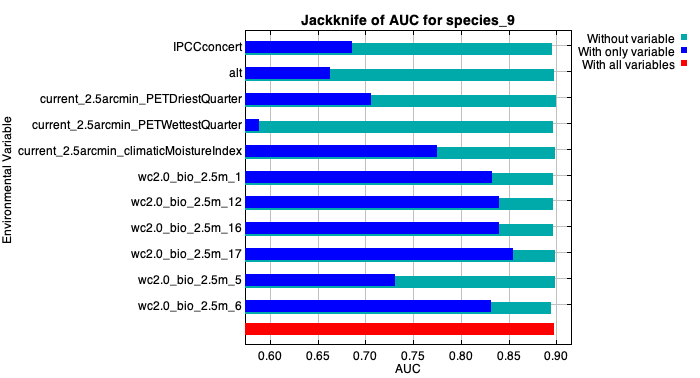 Jackknife of AUC for species_9
Without variable
With only variable
With all variables
Environmental Variable
IPCCconcert
alt
current_2.5arcmin_PETDriestQuarter
current_2.5arcmin_PETWettestQuarter
current_2.5arcmin_climaticMoistureIndex
wc2.0_bio_2.5m_1
wc2.0_bio_2.5m_12
wc2.0_bio_2.5m_16
wc2.0_bio_2.5m_17
wc2.0_bio_2.5m_5
wc2.0_bio_2.5m_6
0.60 0.65 0.70 0.75 0.80 0.85 0.90
AUC